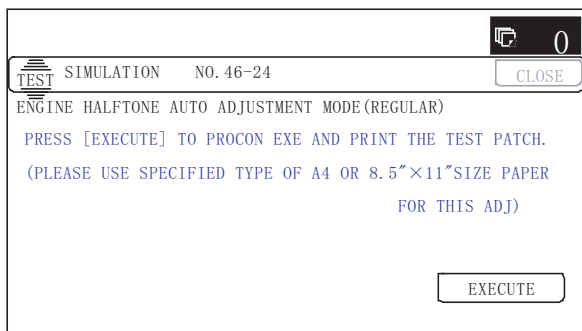 0
TEST SIMULATION NO. 46-24 CLOSE
ENGINE HALFTONE AUTO ADJUSTMENT MODE(REGULAR)
PRESS [EXECUTE] TO PROCON EXE AND PRINT THE TEST PATCH.
(PLEASE USE SPECIFIED TYPE OF A4 OR 8.5″×11″SIZE PAPER
FOR THIS ADJ)
EXECUTE